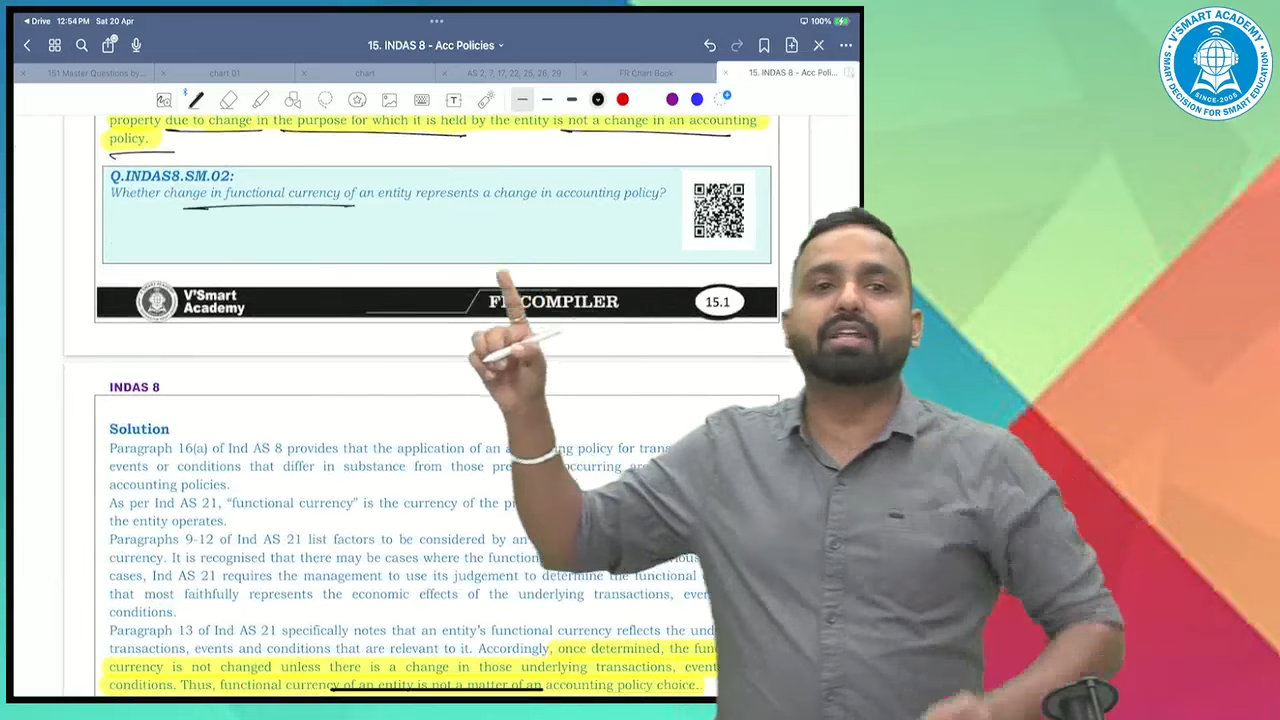 Drive 12:54 PM Sat 20 Apr
100%
15. INDAS 8 - Acc Policies
161 Master Questions by...
chart 01
chart
AS 2, 7, 17, 22, 26, 26, 29
FR Chart Book
15. INDAS 8 - Acc Poli...
property due to change in the purpose for which it is held by the entity is not a change in an accounting
policy.
Q.INDAS8.SM.02:
Whether change in functional currency of an entity represents a change in accounting policy?
V'Smart
Academy
COMPILER
15.1
INDAS 8
Solution
Paragraph 16(a) of Ind AS 8 provides that the application of an policy for
events or conditions that differ in substance from those occurring
accounting policies.
As per Ind AS 21, “functional currency” is the currency of the
the entity operates.
Paragraphs 9-12 of Ind AS 21 list factors to be considered by
currency. It is recognised that there may be cases where the
cases, Ind AS 21 requires the management to use its judgement to determine the functional
that most faithfully represents the economic effects of the underlying transactions,
conditions.
Paragraph 13 of Ind AS 21 specifically notes that an entity's functional currency reflects the
transactions, events and conditions that are relevant to it. Accordingly, once determined, the
currency is not changed unless there is a change in those underlying transactions,
conditions. Thus, functional currency of an entity is not a matter of an accounting policy choice.
V'SMART ACADEMY
SINCE-2008
SMART DECISION FOR SMART EDUCATION